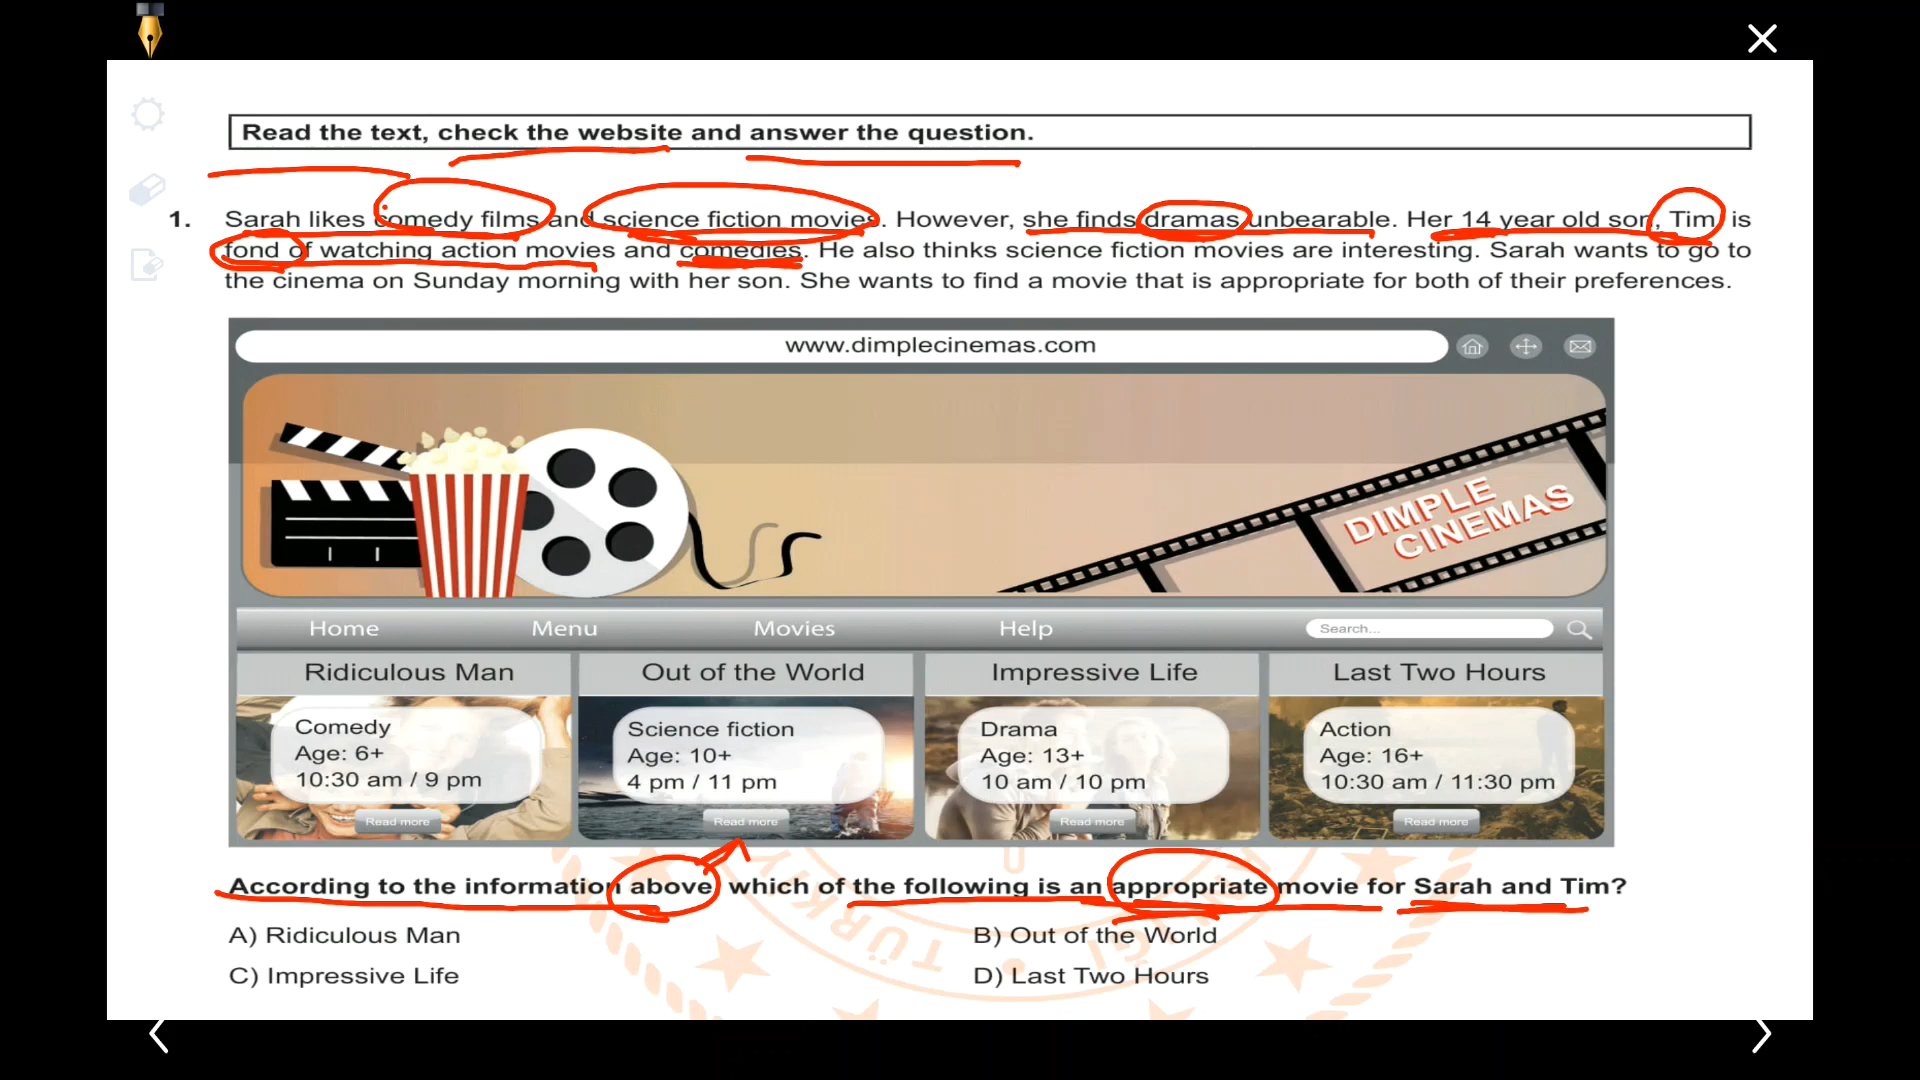 Read the text, check the website and answer the question.
1. Sarah likes comedy films and science fiction movies. However, she finds dramas unbearable. Her 14 year old son, Tim is
fond of watching action movies and comedies. He also thinks science fiction movies are interesting. Sarah wants to go to
the cinema on Sunday morning with her son. She wants to find a movie that is appropriate for both of their preferences.
www.dimplecinemas.com
DIMPLE
CINEMAS
Home Menu Movies Help Search...
Ridiculous Man
Comedy
Age: 6+
10:30 am / 9 pm
Read more
Out of the World
Science fiction
Age: 10+
4 pm / 11 pm
Read more
Impressive Life
Drama
Age: 13+
10 am / 10 pm
Read more
Last Two Hours
Action
Age: 16+
10:30 am / 11:30 pm
Read more
According to the information above, which of the following is an appropriate movie for Sarah and Tim?
A) Ridiculous Man
B) Out of the World
C) Impressive Life
D) Last Two Hours